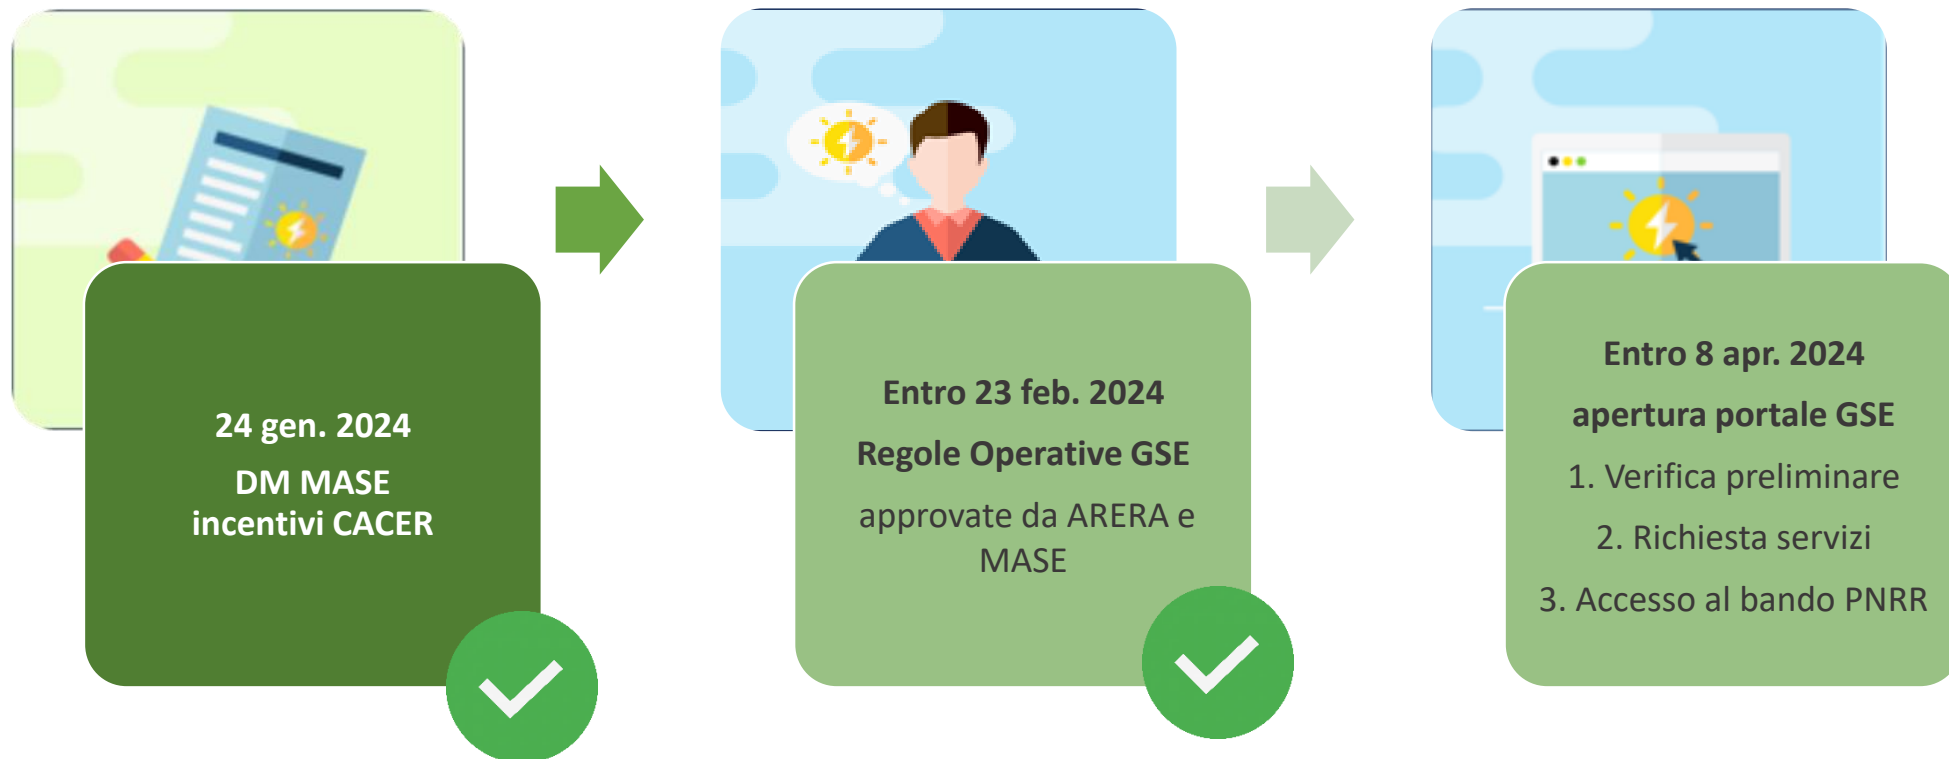 24 gen. 2024
DM MASE
incentivi CACER
Entro 23 feb. 2024
Regole Operative GSE
approvate da ARERA e
MASE
Entro 8 apr. 2024
apertura portale GSE
1. Verifica preliminare
2. Richiesta servizi
3. Accesso al bando PNRR